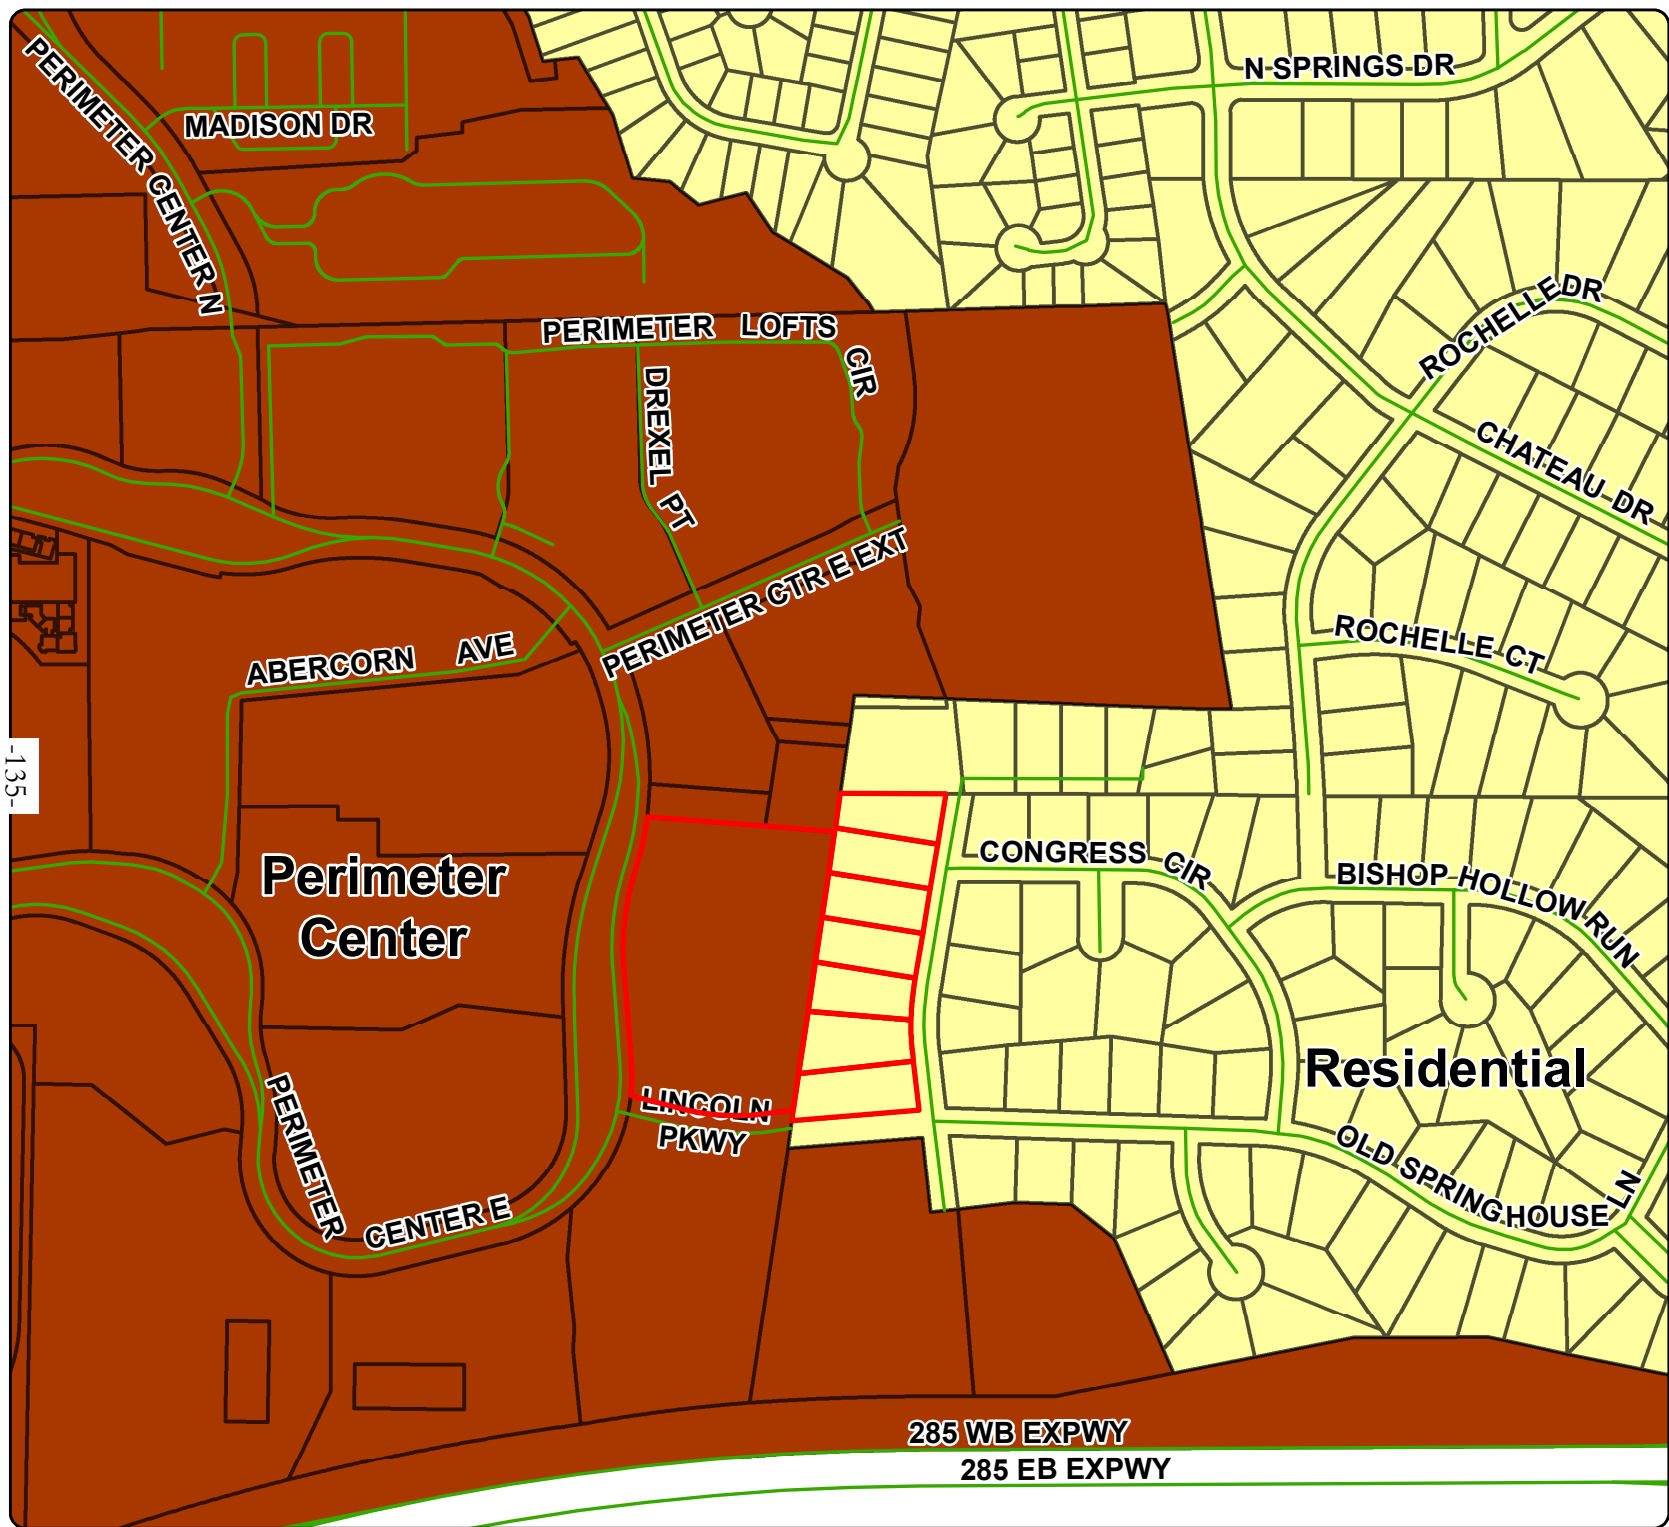 N SPRINGS DR
PERIMETER CENTER N
MADISON DR
ROCHELLE DR
PERIMETER LOFTS CIR
DREXEL PT
CHATEAU DR
PERIMETER CTR E EXT
ROCHELLE CT
ABERCORN AVE
-135-
CONGRESS CIR
BISHOP HOLLOW RUN
Perimeter
Center
Residential
LINCOLN
PKWY
PERIMETER CENTER E
OLD SPRING HOUSE LN
285 WB EXPWY
285 EB EXPWY